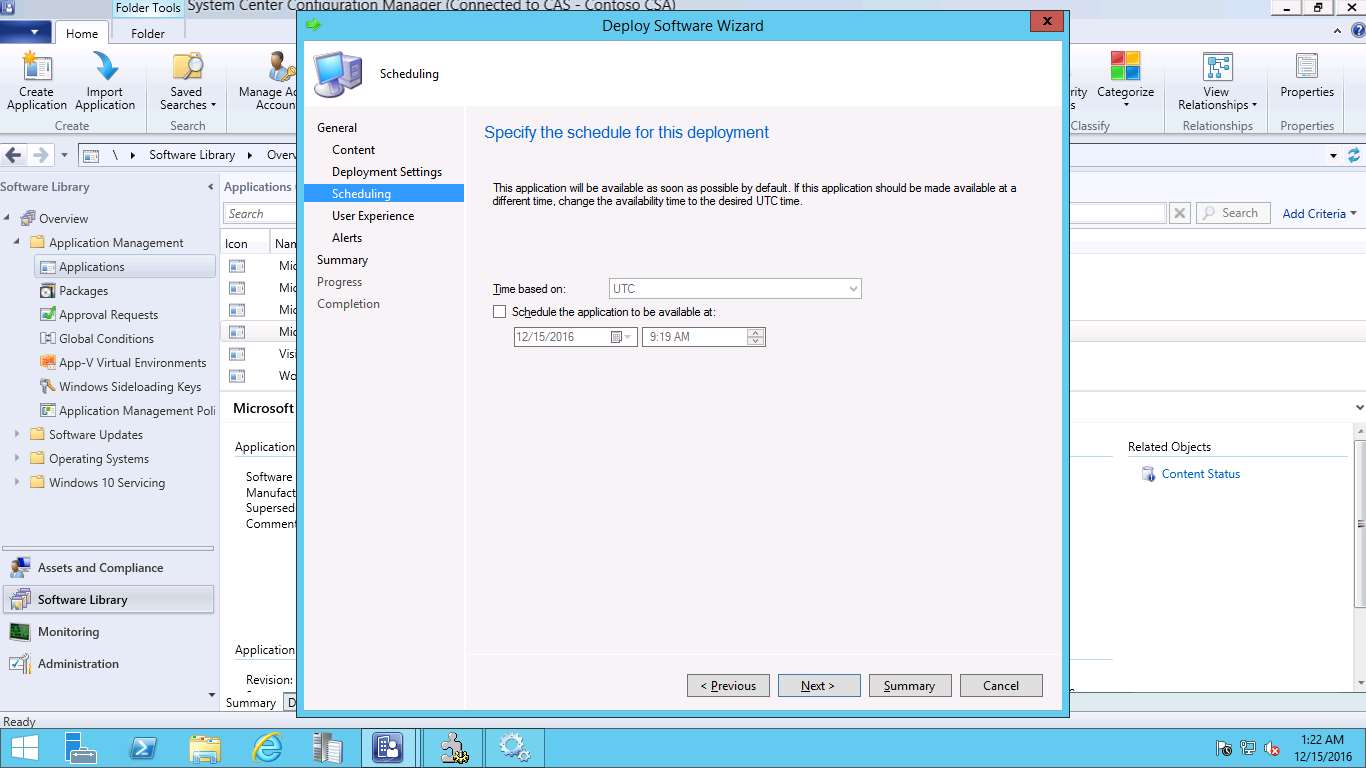 Folder Tools
System Center Configuration Manager (Connected to CAS - Contoso CSA)
Home
Folder
Create Application
Import Application
Saved Searches
Manage
Categorize
View Relationships
Properties
Create
Search
Classify
Relationships
Properties
\
Software Library
Software Library
Applications
Overview
Application Management
Applications
Packages
Approval Requests
Global Conditions
App-V Virtual Environments
Windows Sideloading Keys
Application Management Poli
Software Updates
Operating Systems
Windows 10 Servicing
Assets and Compliance
Software Library
Monitoring
Administration
Ready
Search
Icon
Mic
Mic
Mic
Mic
Visi
Wo
Microsoft
Application
Software
Manufact
Supersed
Comment
Application
Revision:
Summary
D
Search
Add Criteria
Related Objects
Content Status
Deploy Software Wizard
x
Scheduling
General
Content
Deployment Settings
Scheduling
User Experience
Alerts
Summary
Progress
Completion
Specify the schedule for this deployment
This application will be available as soon as possible by default. If this application should be made available at a
different time, change the availability time to the desired UTC time.
Time based on:
UTC
Schedule the application to be available at:
12/15/2016
9:19 AM
< Previous
Next >
Summary
Cancel
1:22 AM
12/15/2016